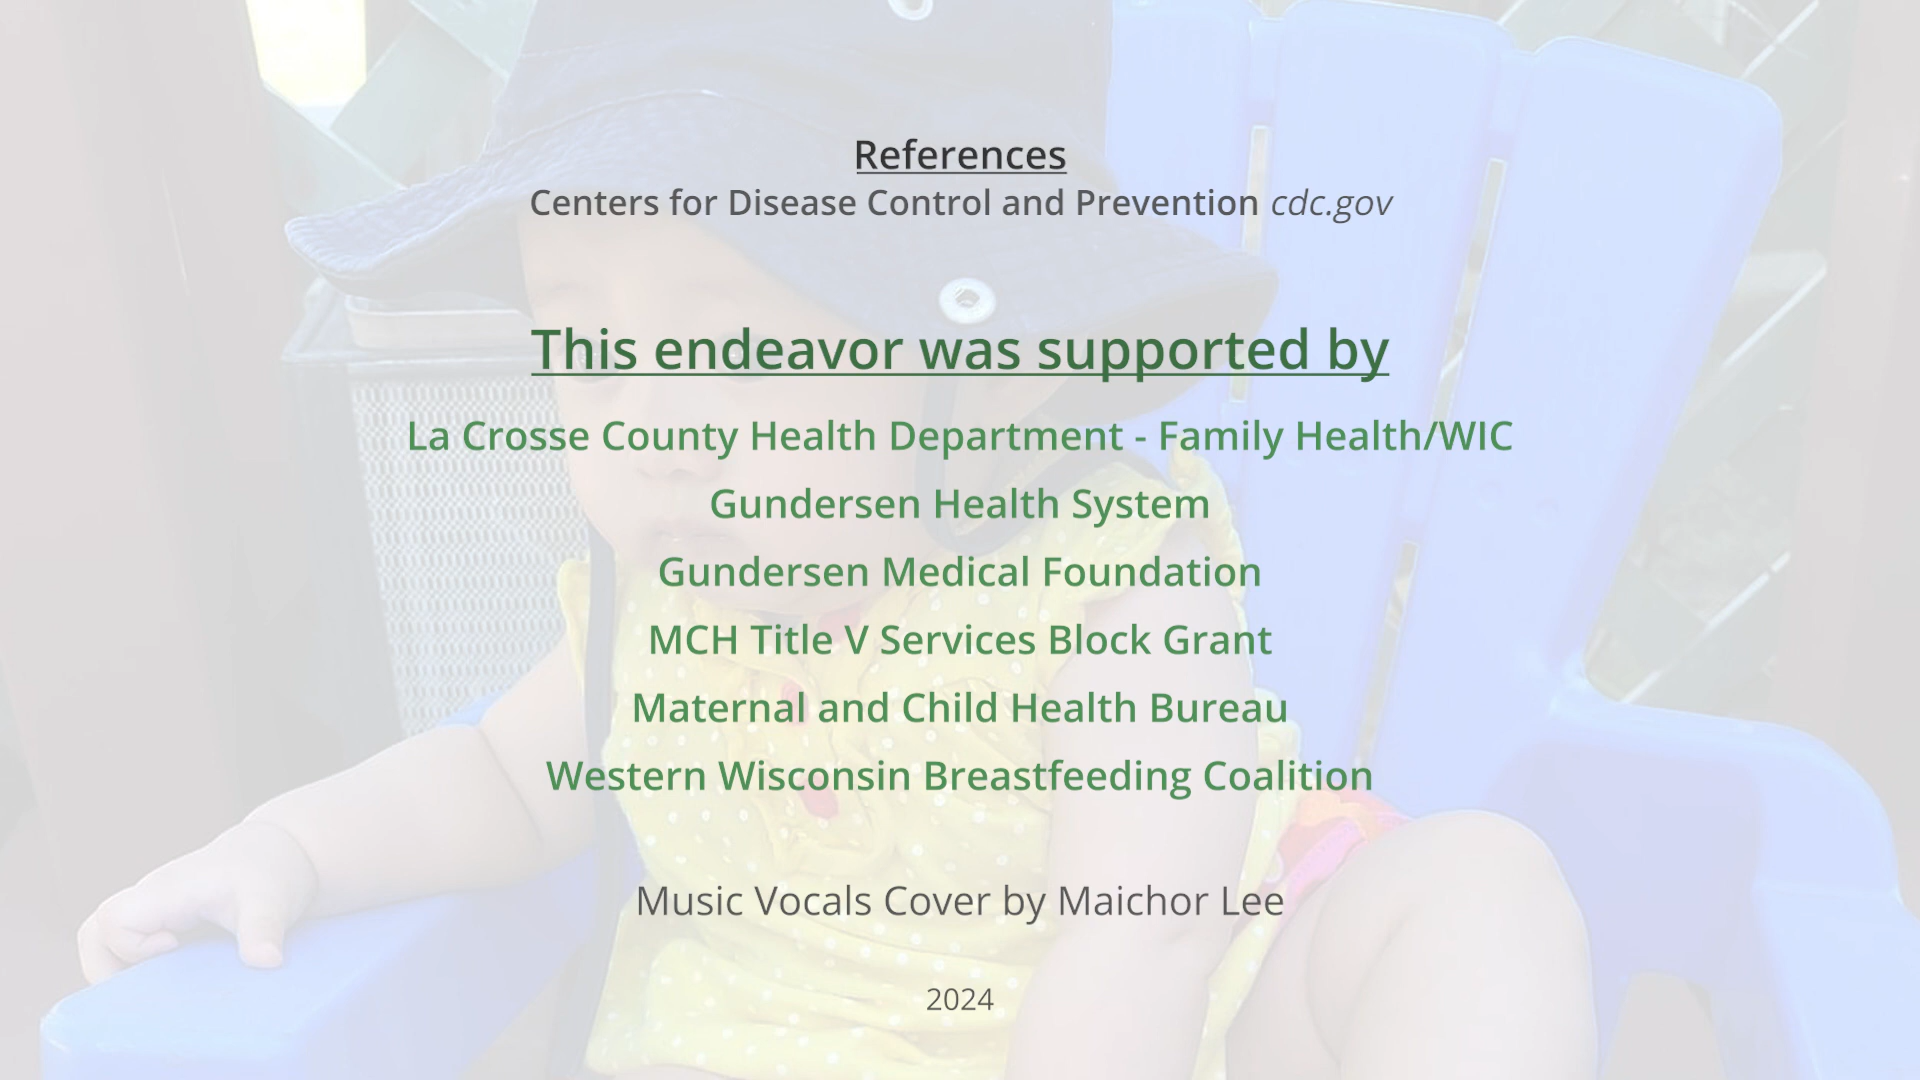 References
Centers for Disease Control and Prevention cdc.gov
This endeavor was supported by
La Crosse County Health Department - Family Health/WIC
Gundersen Health System
Gundersen Medical Foundation
MCH Title V Services Block Grant
Maternal and Child Health Bureau
Western Wisconsin Breastfeeding Coalition
Music Vocals Cover by Maichor Lee
2024